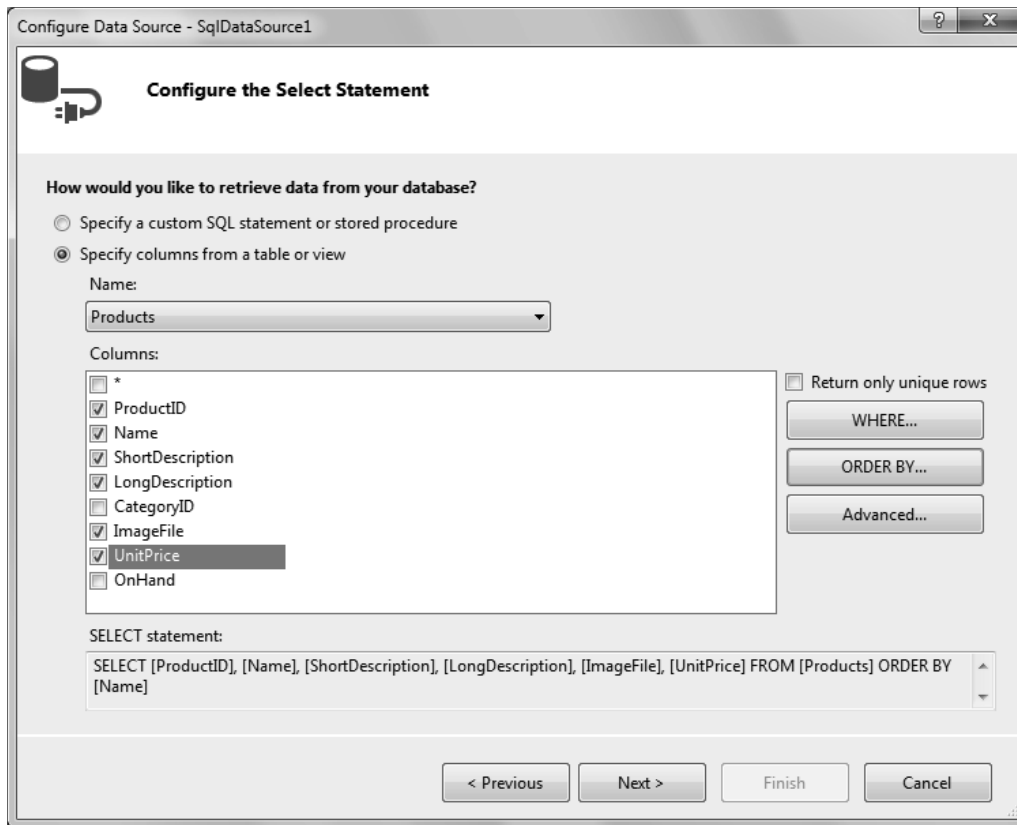 Configure Data Source - SqlDataSource1
?
X
Configure the Select Statement
How would you like to retrieve data from your database?
Specify a custom SQL statement or stored procedure
Specify columns from a table or view
Name:
Products
Columns:
*
Return only unique rows
ProductID
WHERE...
Name
ShortDescription
ORDER BY...
LongDescription
CategoryID
Advanced...
ImageFile
UnitPrice
OnHand
SELECT statement:
SELECT [ProductID], [Name], [ShortDescription], [LongDescription], [ImageFile], [UnitPrice] FROM [Products] ORDER BY
[Name]
< Previous
Next >
Finish
Cancel